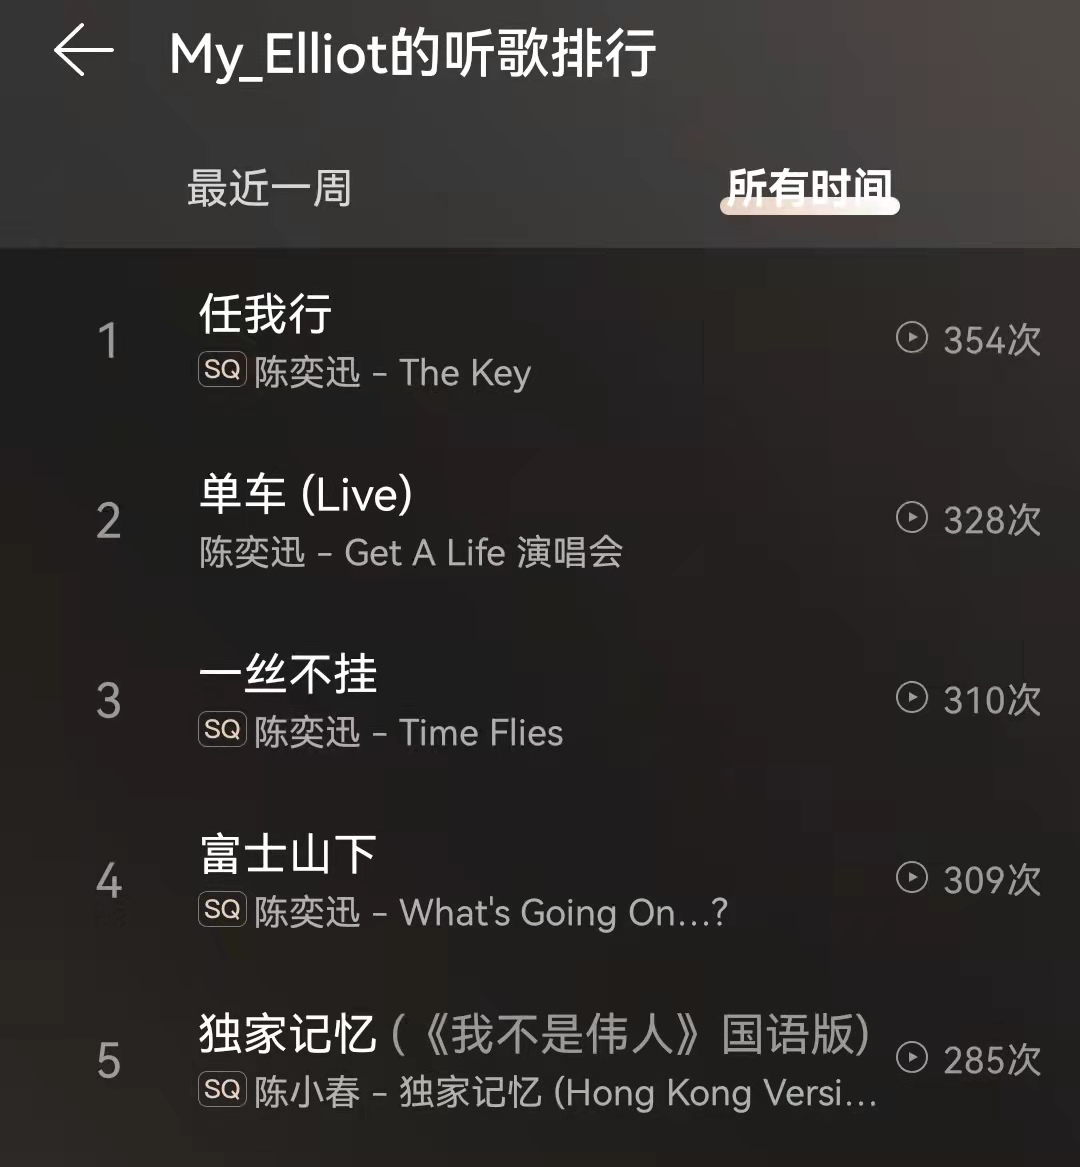 My_Elliot的听歌排行
最近一周 所有时间
1 任我行
SQ 陈奕迅 - The Key
354次
2 单车 (Live)
陈奕迅 - Get A Life 演唱会
328次
3 一丝不挂
SQ 陈奕迅 - Time Flies
310次
4 富士山下
SQ 陈奕迅 - What's Going On...?
309次
5 独家记忆 (《我不是伟人》国语版)
SQ 陈小春 - 独家记忆 (Hong Kong Versi...
285次